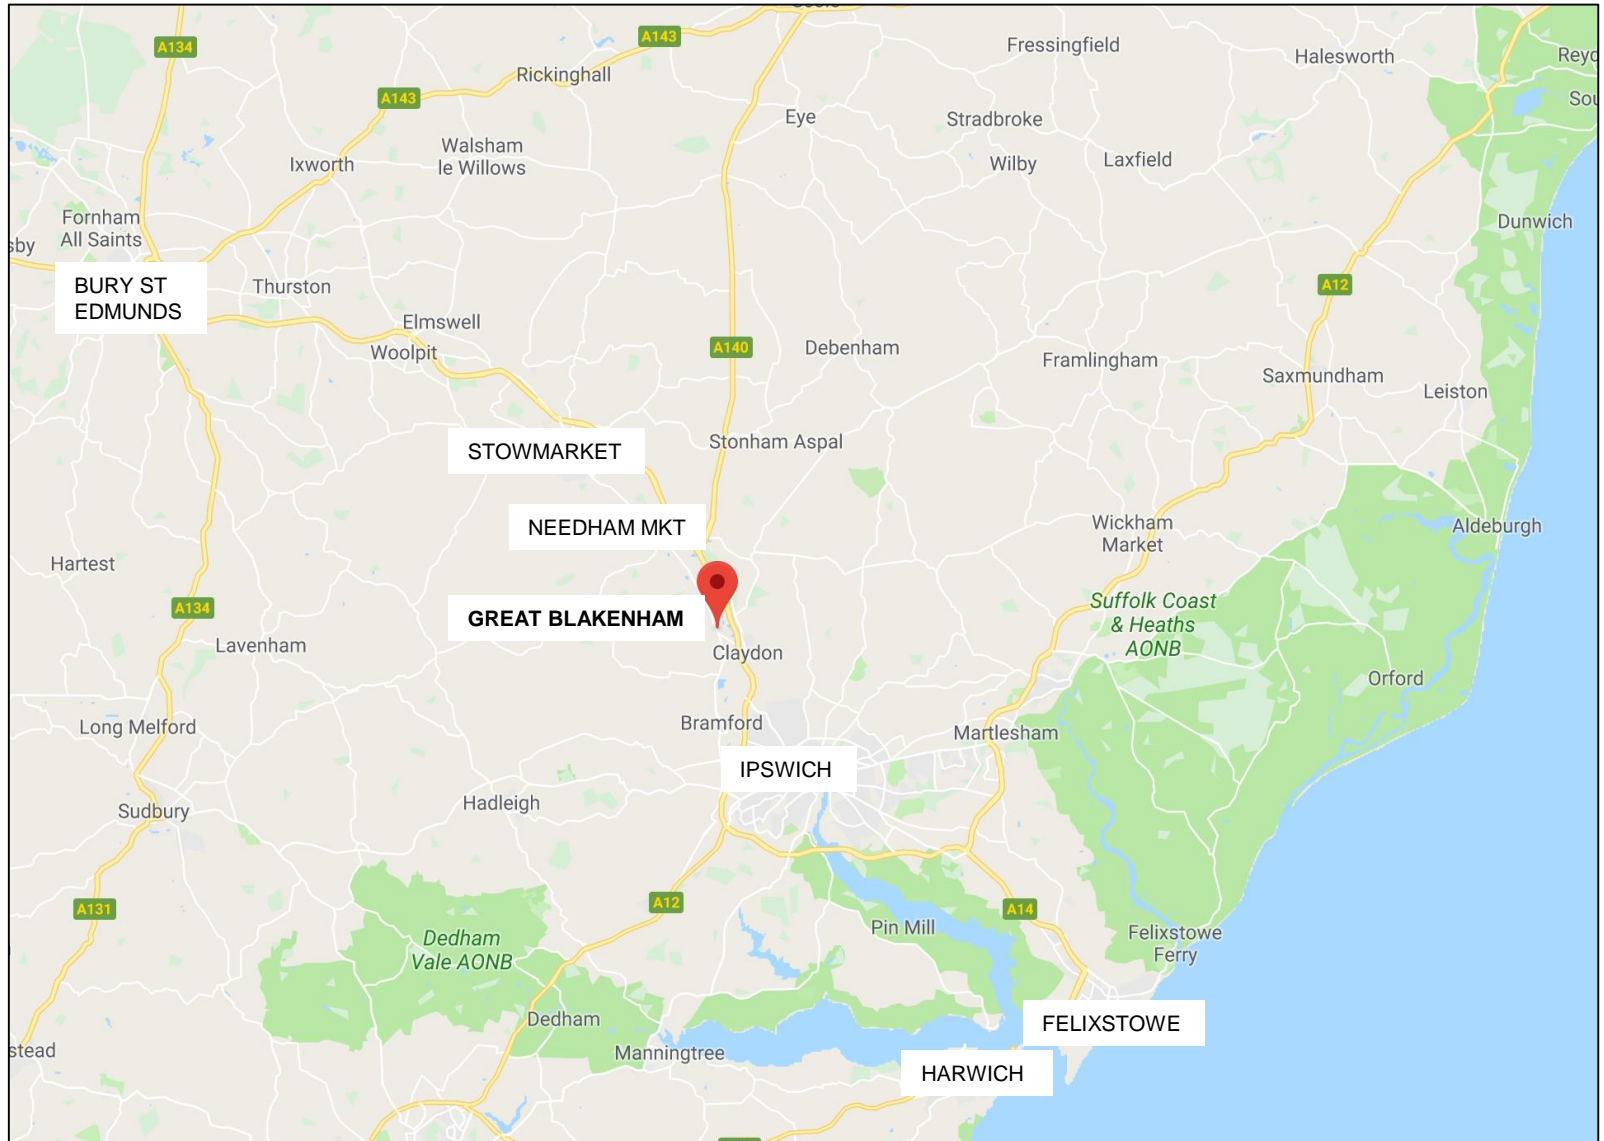 Scole
A134
A143
Fressingfield
Halesworth
Rickinghall
A143
Eye
Stradbroke
Walsham
le Willows
Ixworth
Wilby
Laxfield
Fornham
All Saints
Dunwich
BURY ST
EDMUNDS
Thurston
A12
Elmswell
Woolpit
A140
Debenham
Framlingham
Saxmundham
Leiston
STOWMARKET
Stonham Aspal
NEEDHAM MKT
Wickham
Market
Aldeburgh
Hartest
A134
GREAT BLAKENHAM
Suffolk Coast
& Heaths
AONB
Lavenham
Claydon
Orford
Long Melford
Bramford
Martlesham
IPSWICH
Sudbury
Hadleigh
A131
A12
A14
Pin Mill
Dedham
Vale AONB
Felixstowe
Ferry
Dedham
FELIXSTOWE
stead
Manningtree
HARWICH